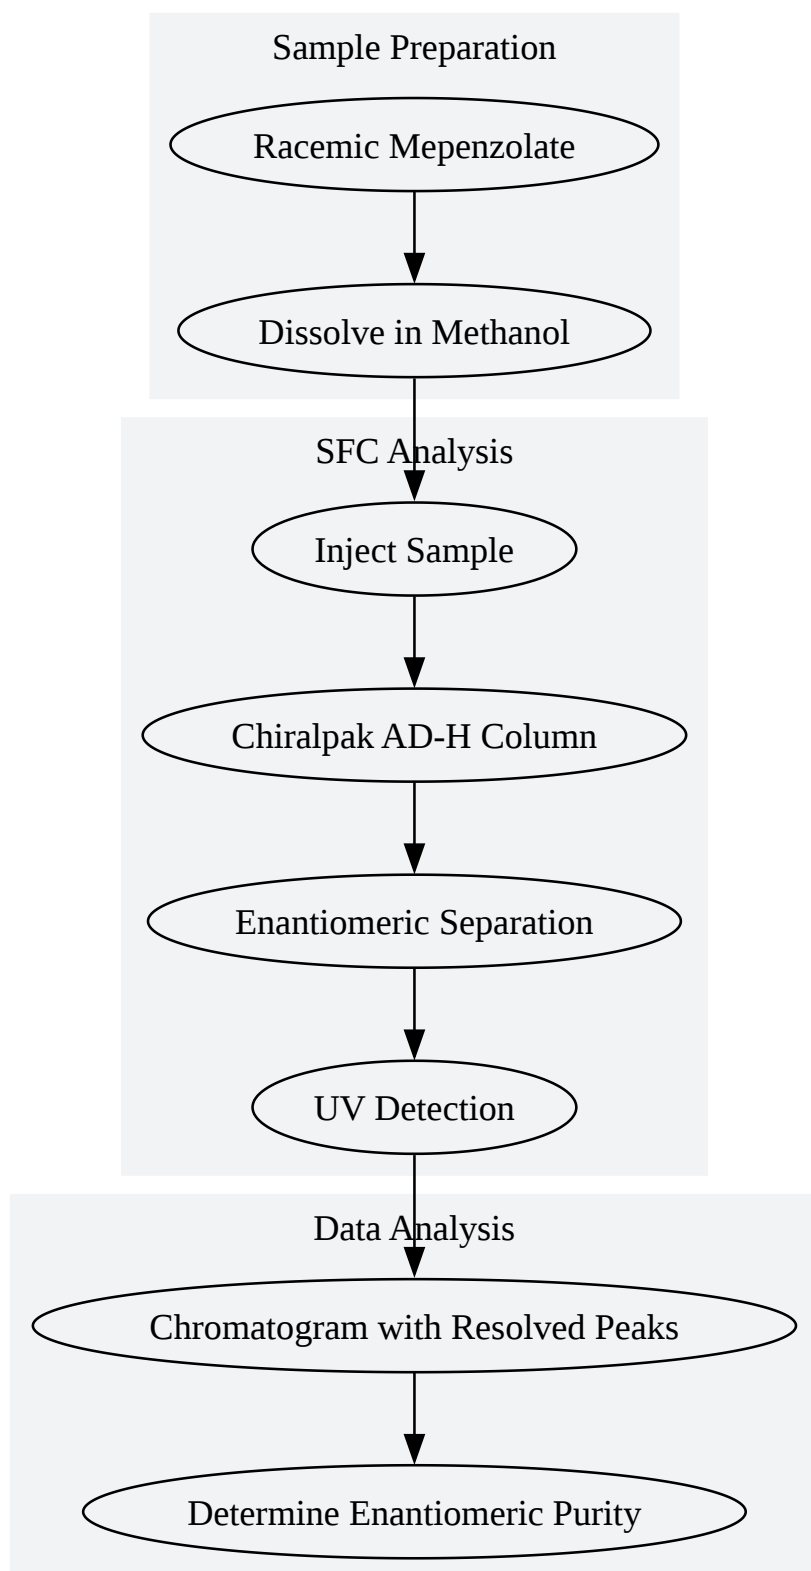 Sample Preparation
Racemic Mepenzolate
Dissolve in Methanol
SFC Analysis
Inject Sample
Chiralpak AD-H Column
Enantiomeric Separation
UV Detection
Data Analysis
Chromatogram with Resolved Peaks
Determine Enantiomeric Purity